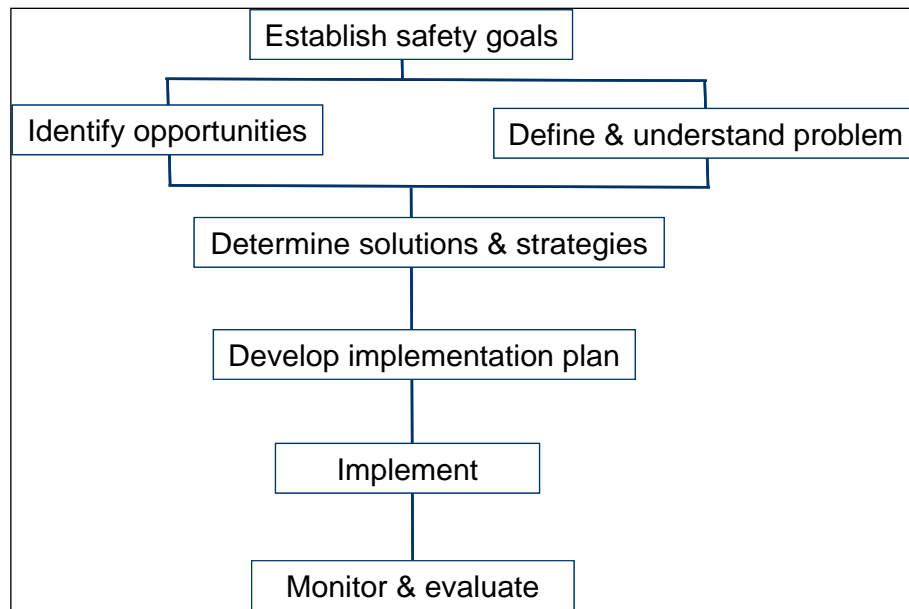 Establish safety goals
Identify opportunities
Define & understand problem
Determine solutions & strategies
Develop implementation plan
Implement
Monitor & evaluate